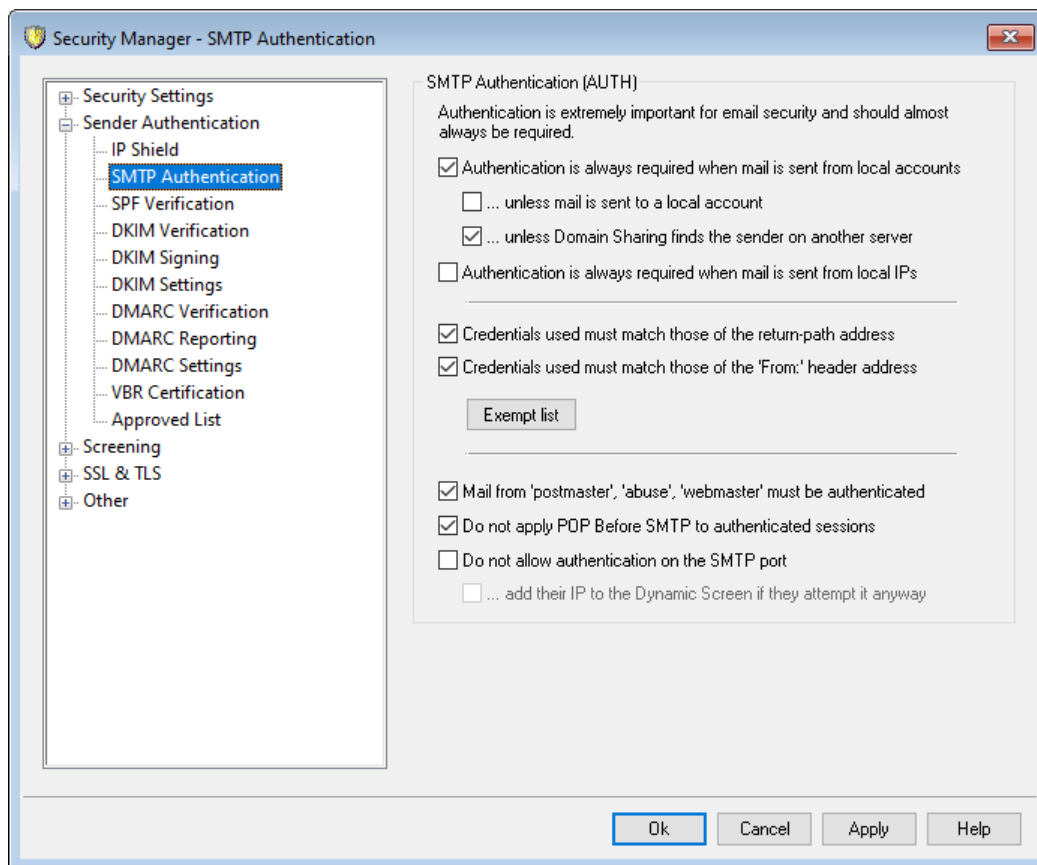 Security Manager - SMTP Authentication
Security Settings
Sender Authentication
IP Shield
SMTP Authentication
SPF Verification
DKIM Verification
DKIM Signing
DKIM Settings
DMARC Verification
DMARC Reporting
DMARC Settings
VBR Certification
Approved List
Screening
SSL & TLS
Other
SMTP Authentication (AUTH)
Authentication is extremely important for email security and should almost
always be required.
Authentication is always required when mail is sent from local accounts
... unless mail is sent to a local account
... unless Domain Sharing finds the sender on another server
Authentication is always required when mail is sent from local IPs
Credentials used must match those of the return-path address
Credentials used must match those of the 'From:' header address
Exempt list
Mail from 'postmaster', 'abuse', 'webmaster' must be authenticated
Do not apply POP Before SMTP to authenticated sessions
Do not allow authentication on the SMTP port
... add their IP to the Dynamic Screen if they attempt it anyway
Ok
Cancel
Apply
Help